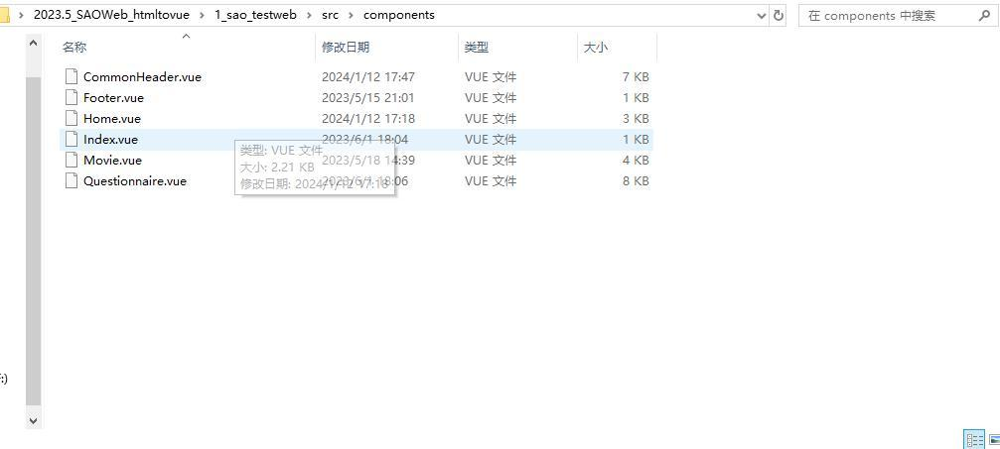 2023.5_SAOWeb_htmltovue > 1_sao_testweb > src > components 在 components 中搜索
名称 修改日期 类型 大小
CommonHeader.vue 2024/1/12 17:47 VUE 文件 7 KB
Footer.vue 2023/5/15 21:01 VUE 文件 1 KB
Home.vue 2024/1/12 17:18 VUE 文件 3 KB
Index.vue 2023/6/1 18:04 VUE 文件 1 KB
Movie.vue 2023/5/18 14:39 VUE 文件 4 KB
Questionnaire.vue 2023/6/1 18:06 VUE 文件 8 KB
类型: VUE 文件
大小: 2.21 KB
修改日期: 2024/1/12 17:18
:)